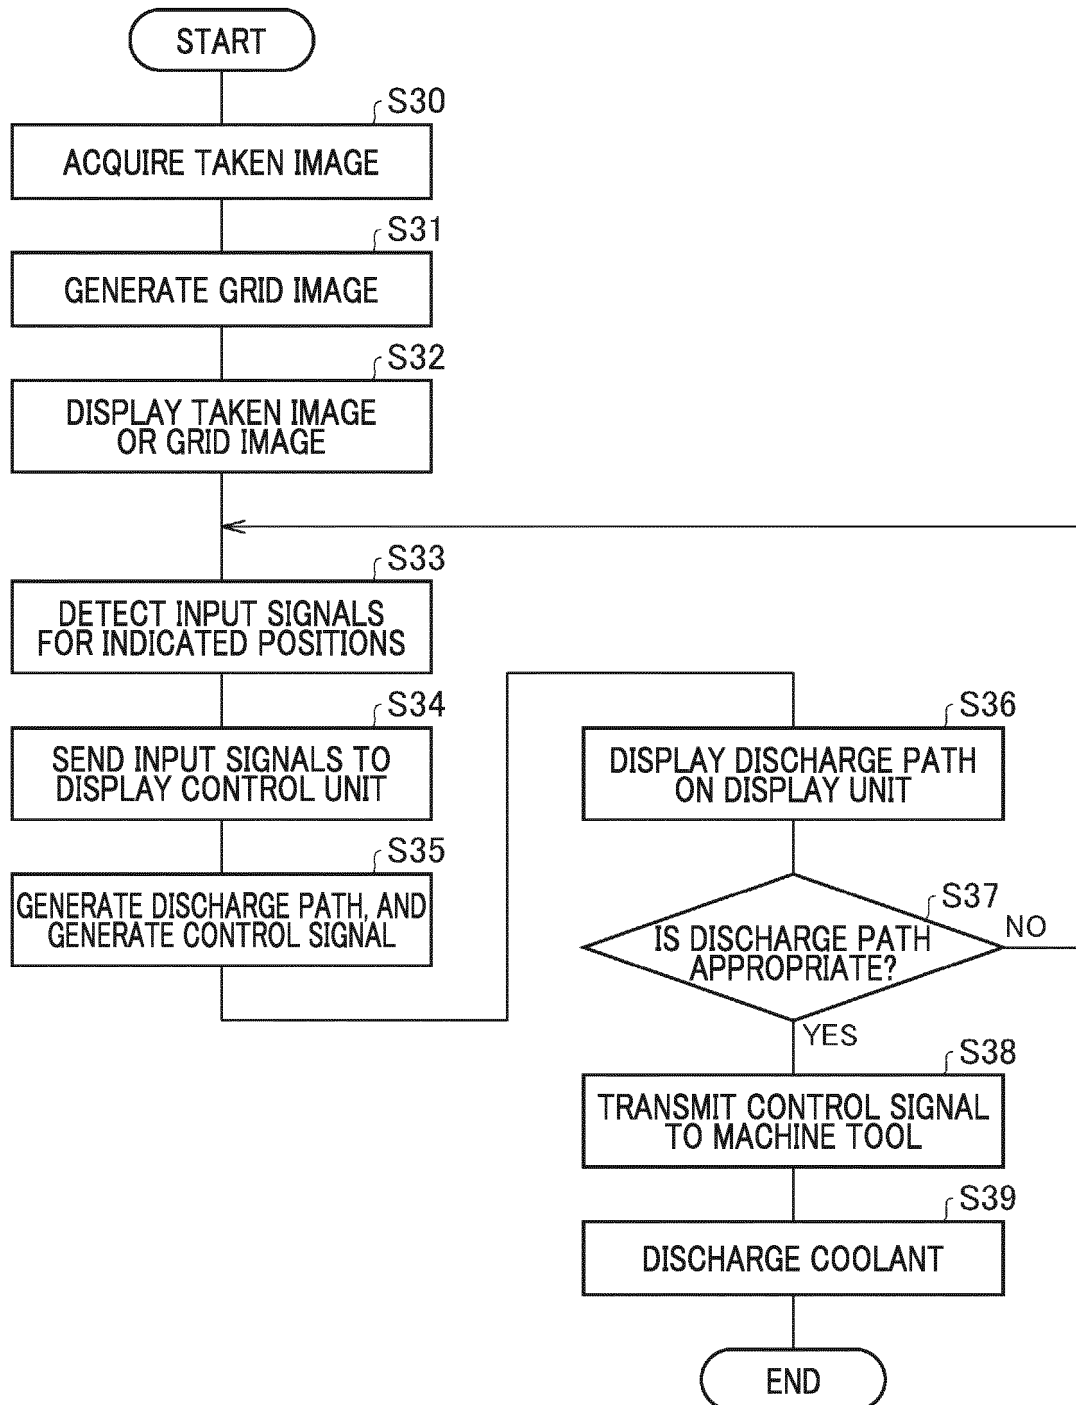 START
S30
ACQUIRE TAKEN IMAGE
S31
GENERATE GRID IMAGE
S32
DISPLAY TAKEN IMAGE
OR GRID IMAGE
S33
DETECT INPUT SIGNALS
FOR INDICATED POSITIONS
S34
SEND INPUT SIGNALS TO
DISPLAY CONTROL UNIT
S35
GENERATE DISCHARGE PATH, AND
GENERATE CONTROL SIGNAL
S36
DISPLAY DISCHARGE PATH
ON DISPLAY UNIT
S37
IS DISCHARGE PATH
APPROPRIATE?
NO
YES
S38
TRANSMIT CONTROL SIGNAL
TO MACHINE TOOL
S39
DISCHARGE COOLANT
END